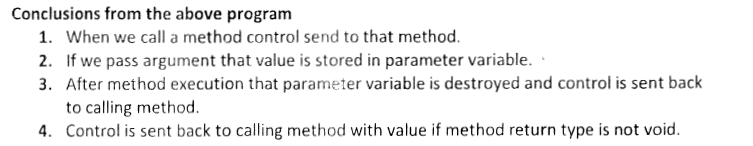 Conclusions from the above program
1. When we call a method control send to that method.
2. If we pass argument that value is stored in parameter variable.
3. After method execution that parameter variable is destroyed and control is sent back
to calling method.
4. Control is sent back to calling method with value if method return type is not void.